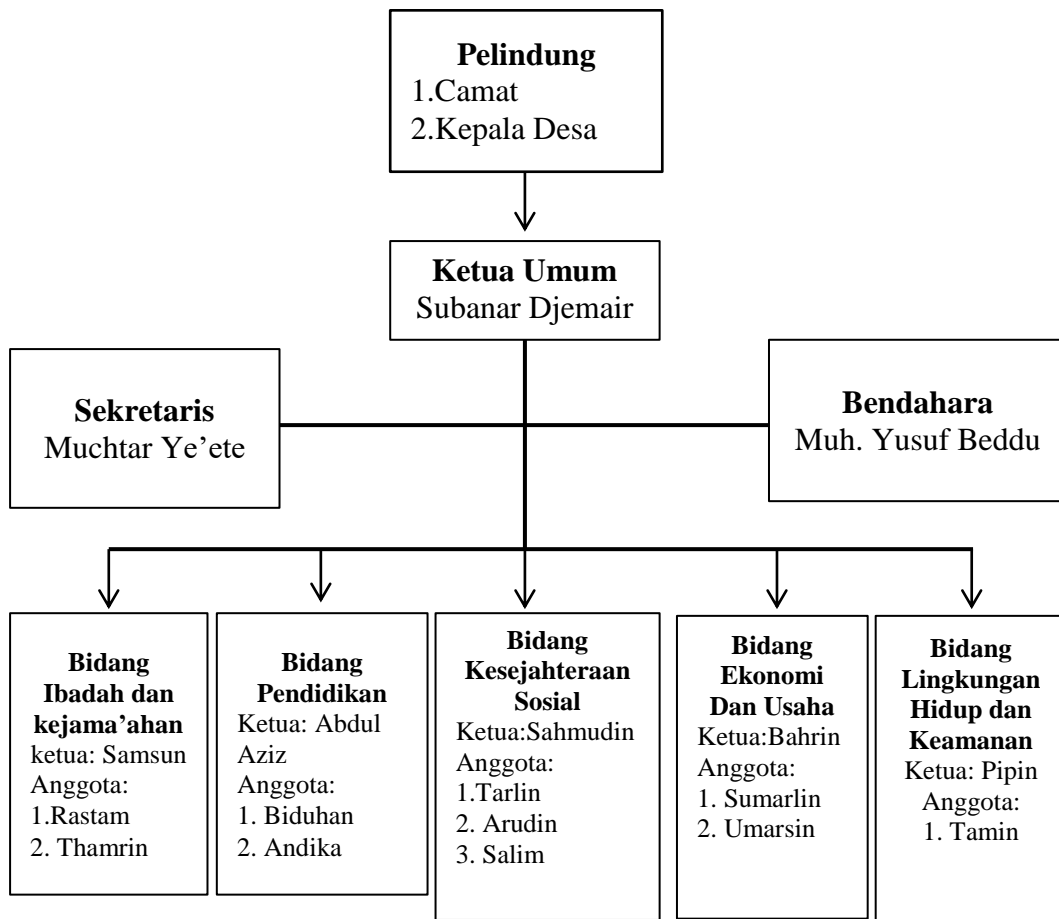 Pelindung
1.Camat
2.Kepala Desa
Ketua Umum
Subanar Djemair
Sekretaris
Muchtar Ye’ete
Bendahara
Muh. Yusuf Beddu
Bidang
Ibadah dan
kejama’ahan
ketua: Samsun
Anggota:
1.Rastam
2. Thamrin
Bidang
Pendidikan
Ketua: Abdul
Aziz
Anggota:
1. Biduhan
2. Andika
Bidang
Kesejahteraan
Sosial
Ketua:Sahmudin
Anggota:
1.Tarlin
2. Arudin
3. Salim
Bidang
Ekonomi
Dan Usaha
Ketua:Bahrin
Anggota:
1. Sumarlin
2. Umarsin
Bidang
Lingkungan
Hidup dan
Keamanan
Ketua: Pipin
Anggota:
1. Tamin